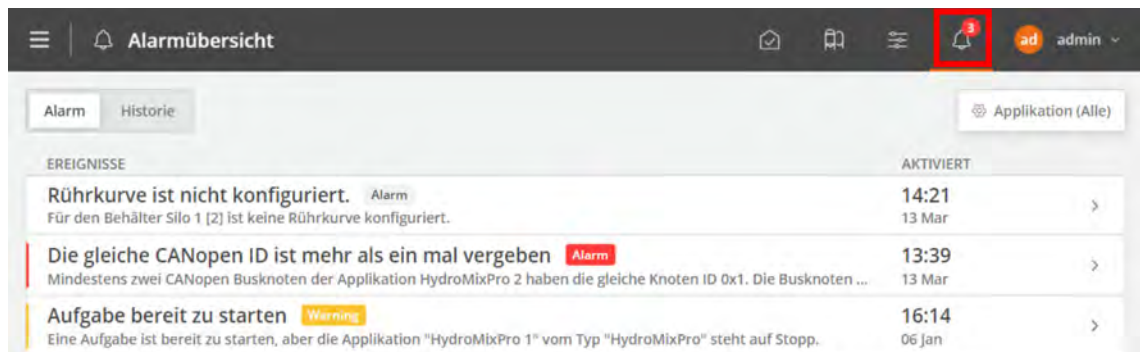 Alarmübersicht
3
ad admin
Alarm Historie
Applikation (Alle)
EREIGNISSE AKTIVIERT
Rührkurve ist nicht konfiguriert. Alarm 14:21
Für den Behälter Silo 1 [2] ist keine Rührkurve konfiguriert. 13 Mar
Die gleiche CANopen ID ist mehr als ein mal vergeben Alarm 13:39
Mindestens zwei CANopen Busknoten der Applikation HydroMixPro 2 haben die gleiche Knoten ID 0x1. Die Busknoten ... 13 Mar
Aufgabe bereit zu starten Warning 16:14
Eine Aufgabe ist bereit zu starten, aber die Applikation "HydroMixPro 1" vom Typ "HydroMixPro" steht auf Stopp. 06 Jan